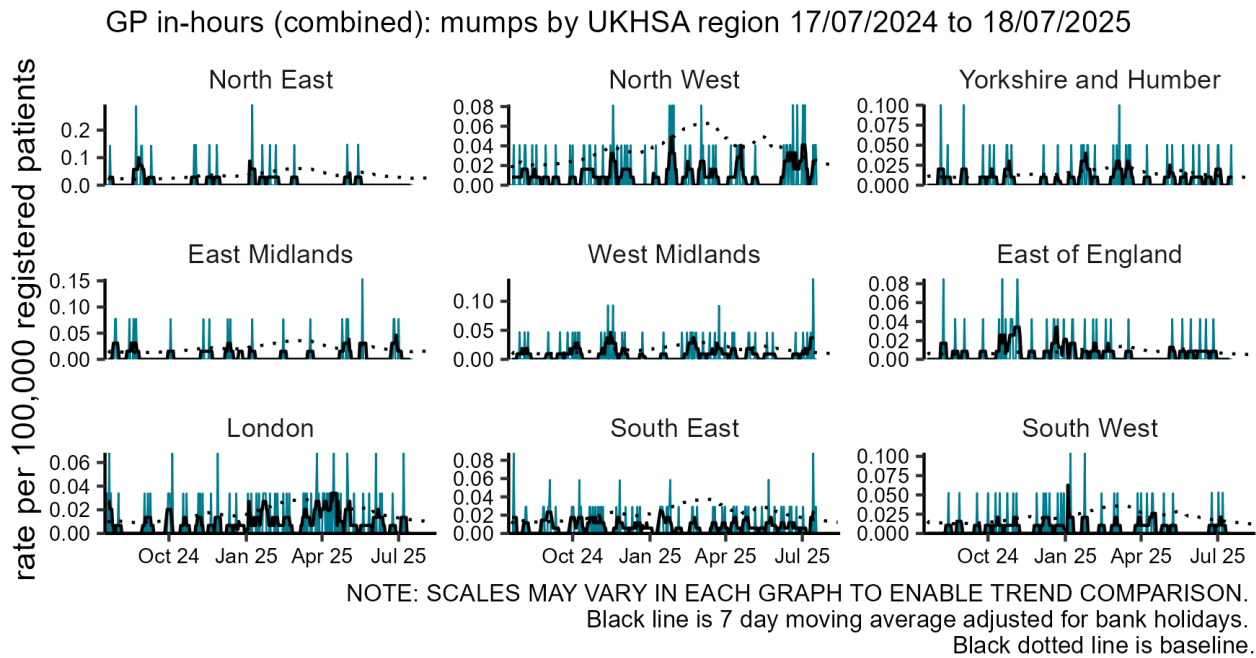 GP in-hours (combined): mumps by UKHSA region 17/07/2024 to 18/07/2025
rate per 100,000 registered patients
North East
0.2
0.1
0.0
North West
0.08
0.06
0.04
0.02
0.00
Yorkshire and Humber
0.100
0.075
0.050
0.025
0.000
East Midlands
0.15
0.10
0.05
0.00
West Midlands
0.10
0.05
0.00
East of England
0.08
0.06
0.04
0.02
0.00
London
0.06
0.04
0.02
0.00
Oct 24 Jan 25 Apr 25 Jul 25
South East
0.08
0.06
0.04
0.02
0.00
Oct 24 Jan 25 Apr 25 Jul 25
South West
0.100
0.075
0.050
0.025
0.000
Oct 24 Jan 25 Apr 25 Jul 25
NOTE: SCALES MAY VARY IN EACH GRAPH TO ENABLE TREND COMPARISON.
Black line is 7 day moving average adjusted for bank holidays.
Black dotted line is baseline.